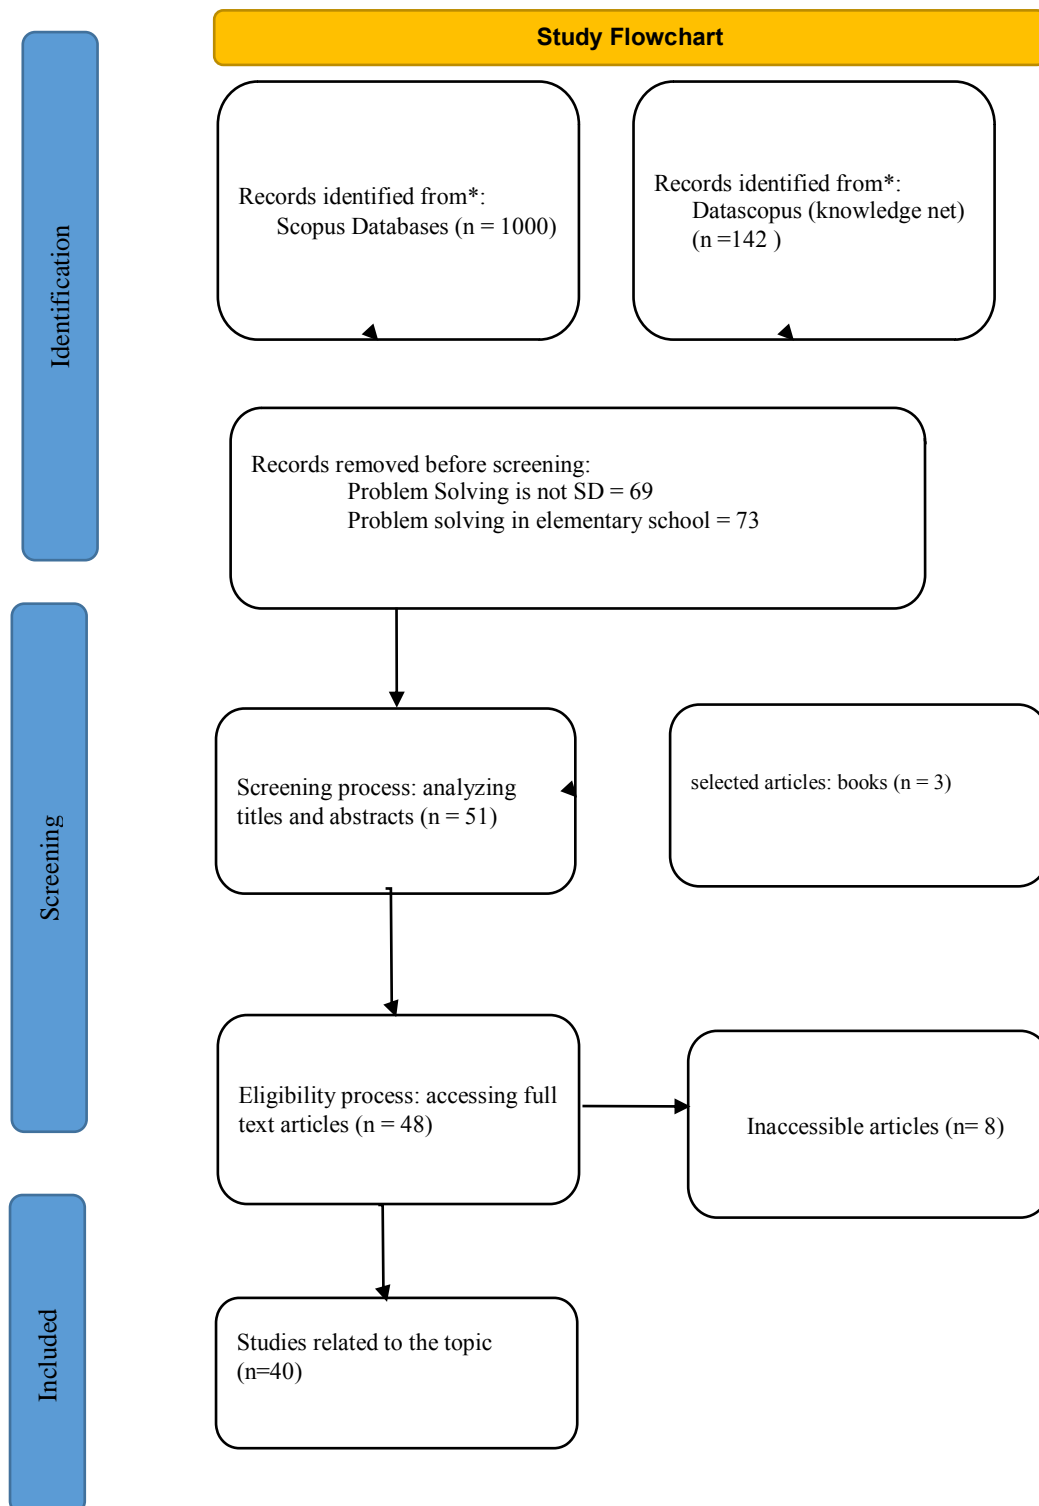 Study Flowchart
Identification
Records identified from*:
Scopus Databases (n = 1000)
Records identified from*:
Datascopus (knowledge net)
(n =142 )
Records removed before screening:
Problem Solving is not SD = 69
Problem solving in elementary school = 73
Screening
Screening process: analyzing
titles and abstracts (n = 51)
selected articles: books (n = 3)
Eligibility process: accessing full
text articles (n = 48)
Inaccessible articles (n= 8)
Included
Studies related to the topic
(n=40)